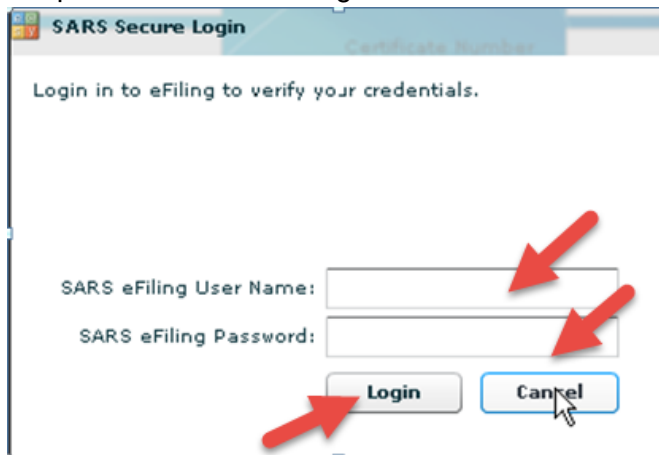 SARS Secure Login
Certificate Number
Login in to eFiling to verify your credentials.
SARS eFiling User Name:
SARS eFiling Password:
Login
Cancel